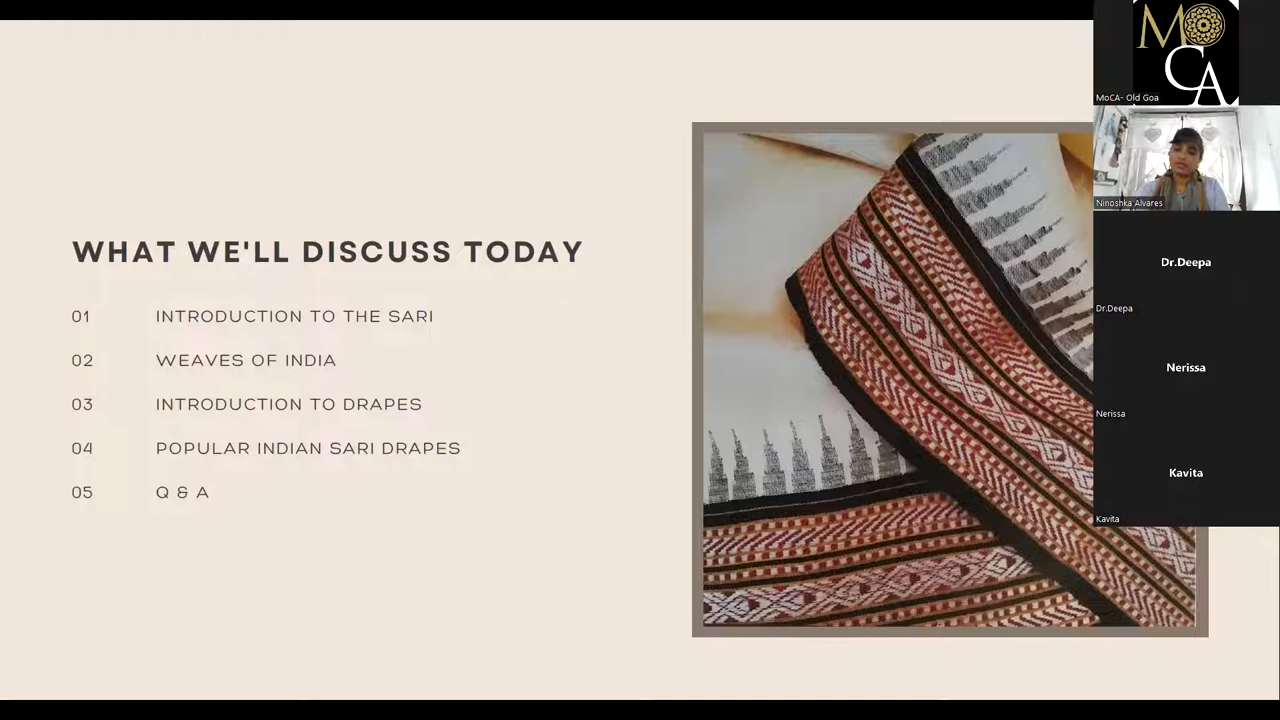 WHAT WE'LL DISCUSS TODAY
01 INTRODUCTION TO THE SARI
02 WEAVES OF INDIA
03 INTRODUCTION TO DRAPES
04 POPULAR INDIAN SARI DRAPES
05 Q & A
MOCA
MoCA- Old Goa
Ninoshka Alvares
Dr.Deepa
Dr.Deepa
Nerissa
Nerissa
Kavita
Kavita